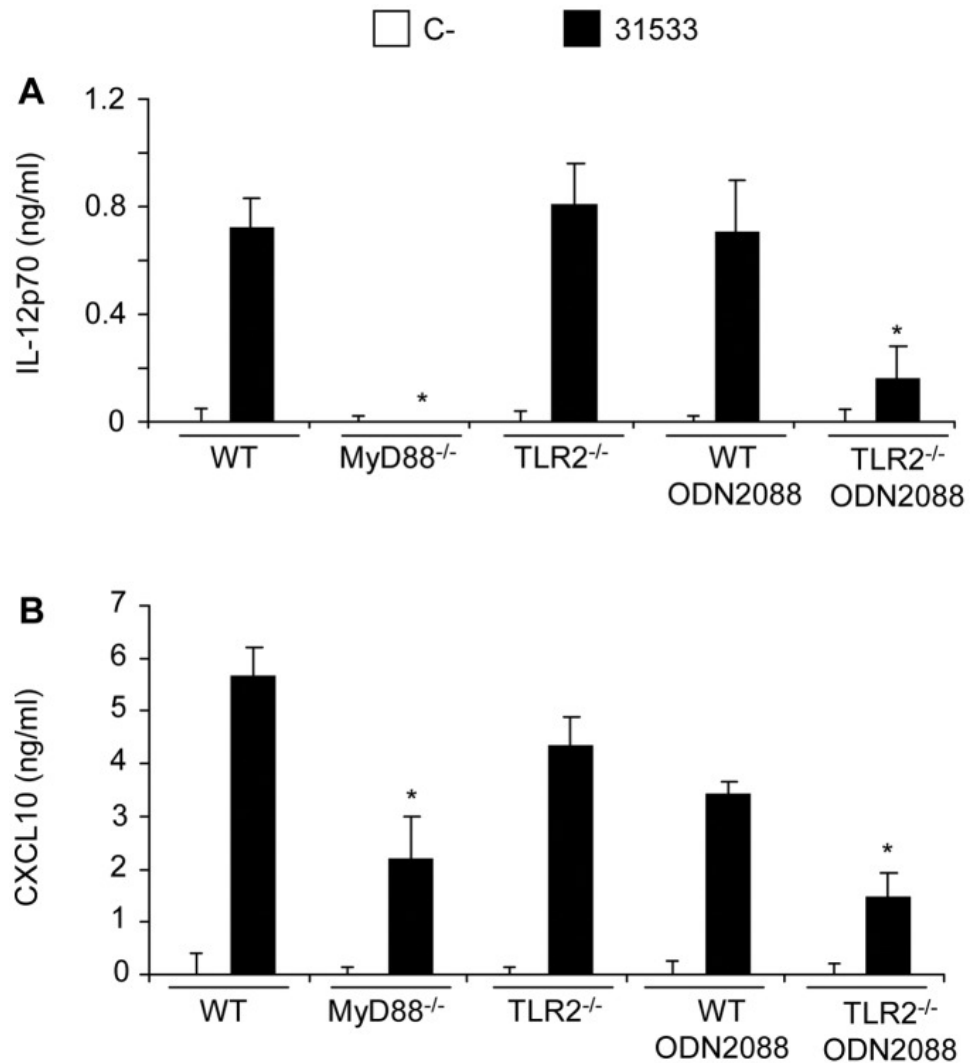 C- 31533
A
IL-12p70 (ng/ml)
1.2
0.8
0.4
0
*
*
WT MyD88-/- TLR2-/- WT TLR2-/-
ODN2088 ODN2088
B
CXCL10 (ng/ml)
7
6
5
4
3
2
1
0
*
*
WT MyD88-/- TLR2-/- WT TLR2-/-
ODN2088 ODN2088